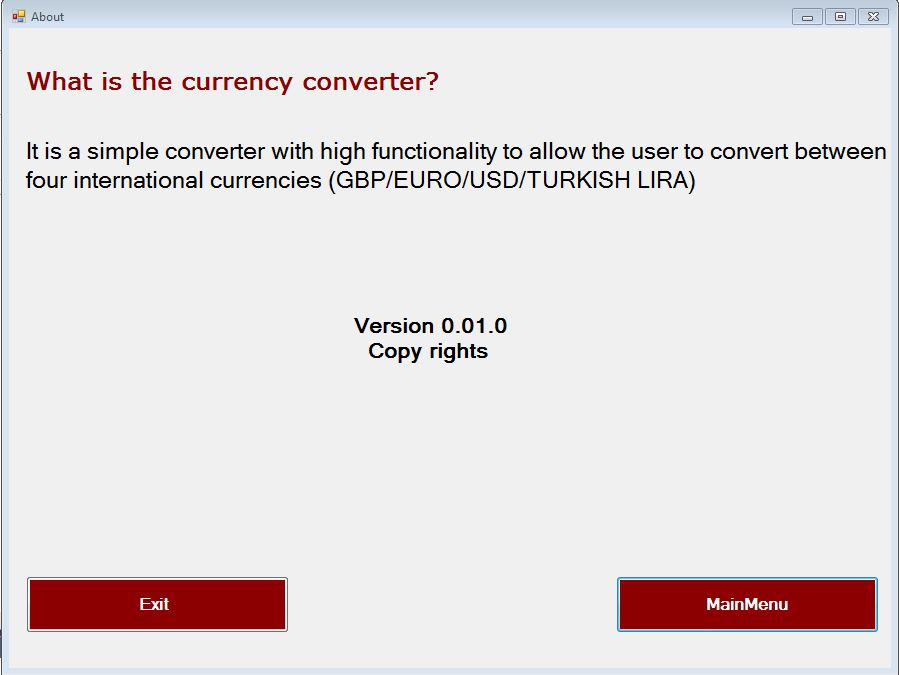 About
What is the currency converter?
It is a simple converter with high functionality to allow the user to convert between
four international currencies (GBP/EURO/USD/TURKISH LIRA)
Version 0.01.0
Copy rights
Exit
MainMenu